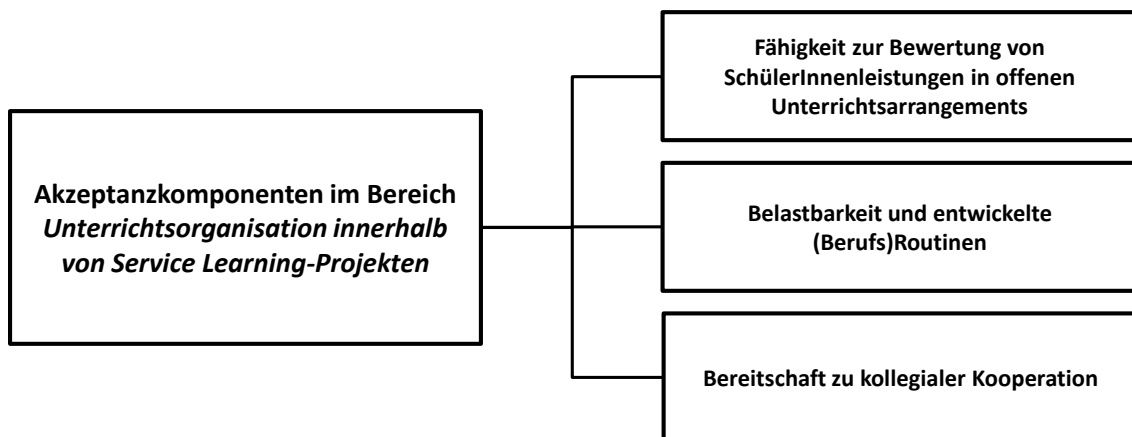 Akzeptanzkomponenten im Bereich
Unterrichtsorganisation innerhalb
von Service Learning-Projekten
Fähigkeit zur Bewertung von
SchülerInnenleistungen in offenen
Unterrichtsarrangements
Belastbarkeit und entwickelte
(Berufs)Routinen
Bereitschaft zu kollegialer Kooperation